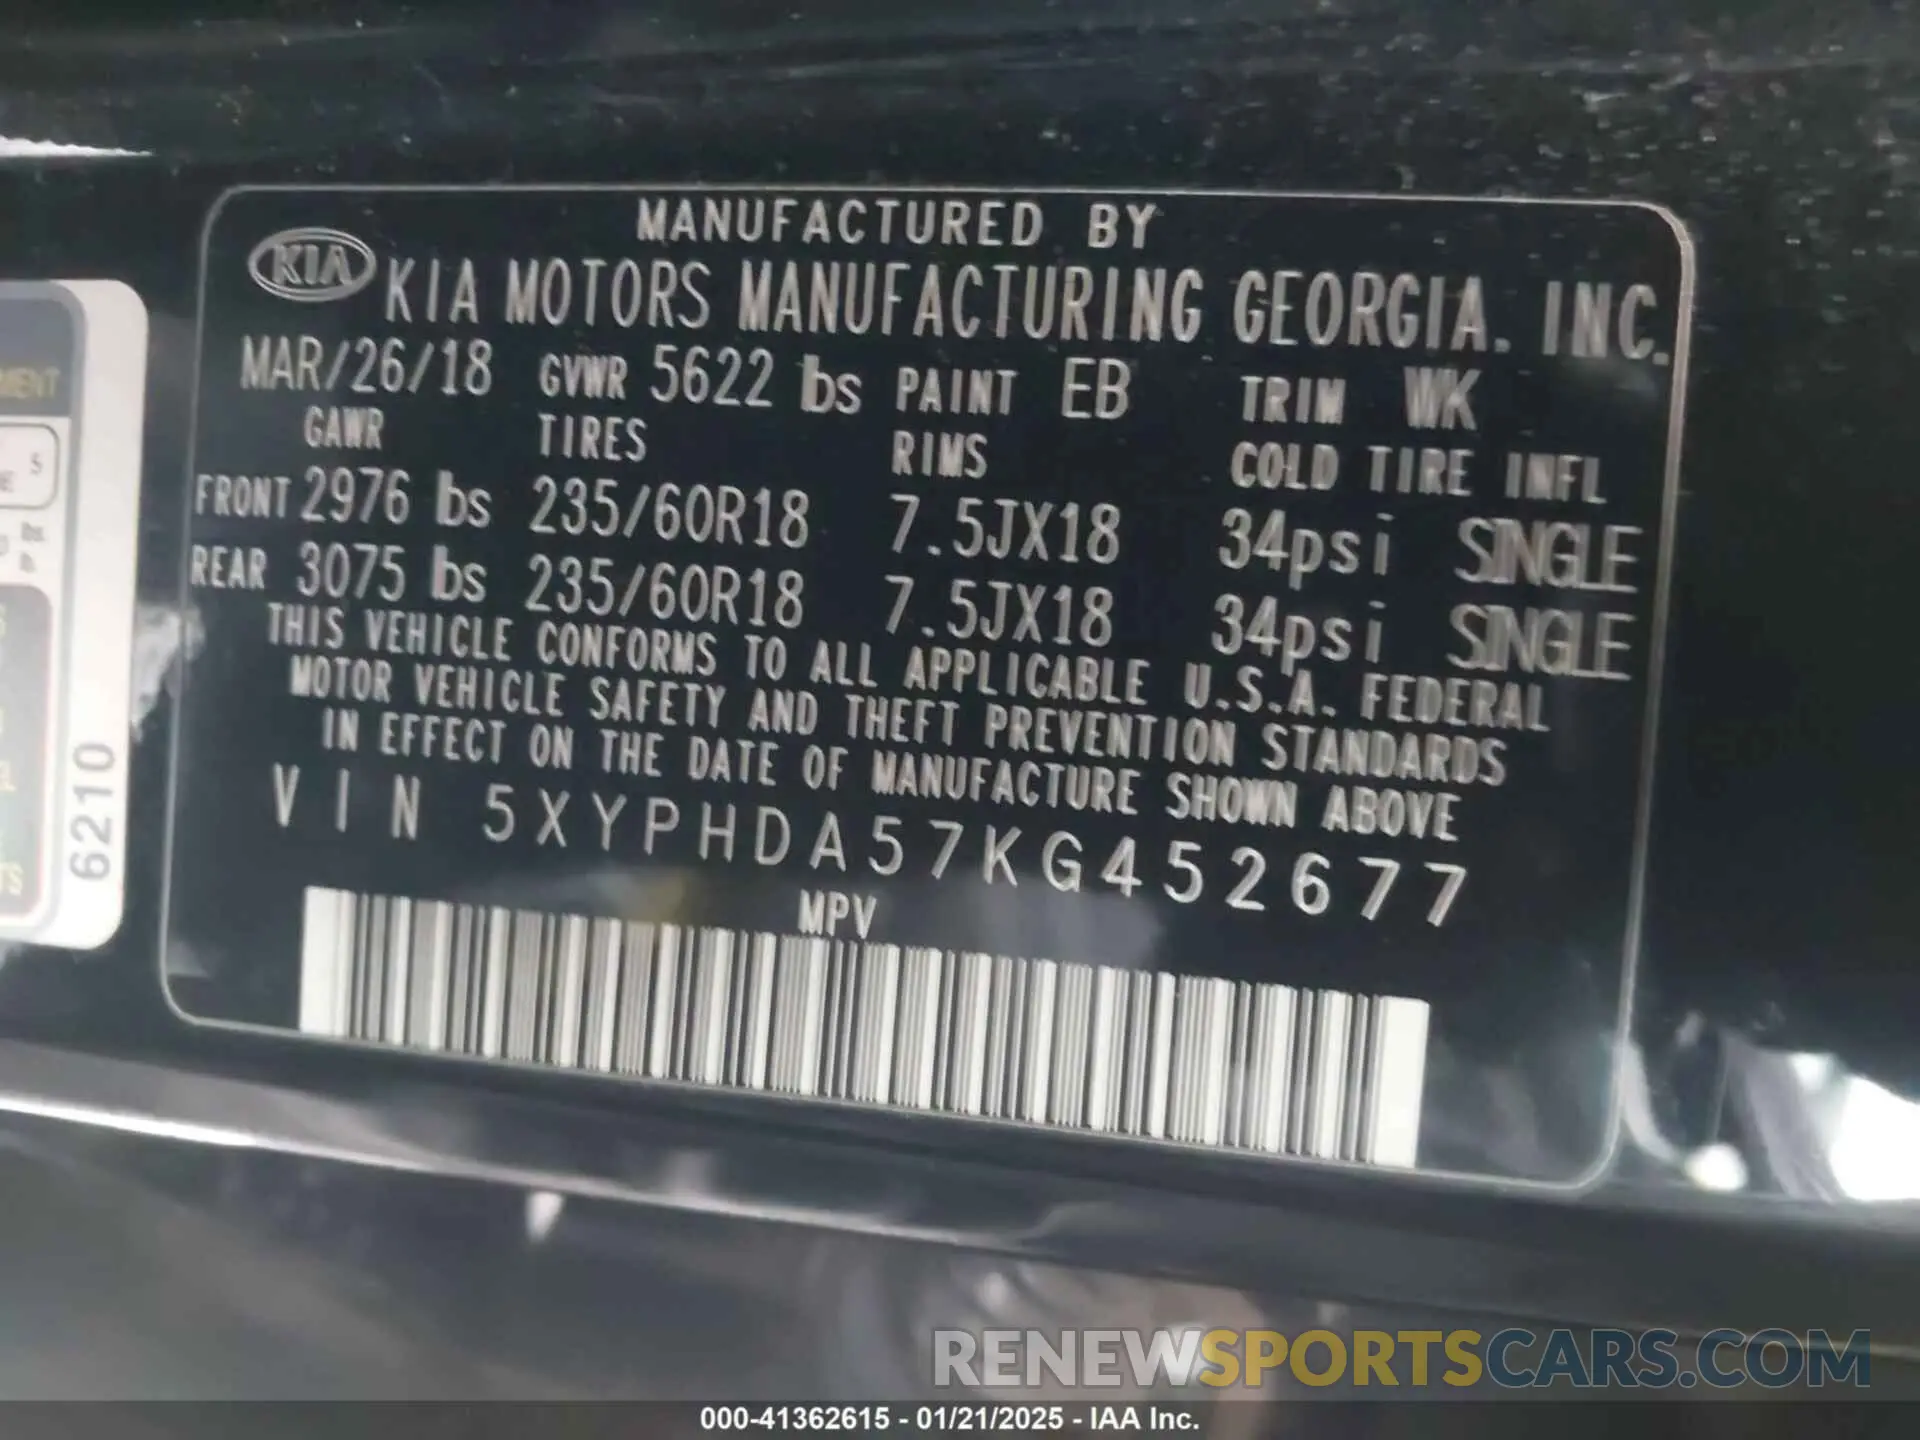 MANUFACTURED BY
KIA KIA MOTORS MANUFACTURING GEORGIA. INC.
MAR/26/18 GVWR 5622 lbs PAINT EB TRIM WK
GAWR TIRES RIMS COLD TIRE INFL
FRONT 2976 lbs 235/60R18 7.5JX18 34psi SINGLE
REAR 3075 lbs 235/60R18 7.5JX18 34psi SINGLE
THIS VEHICLE CONFORMS TO ALL APPLICABLE U.S.A. FEDERAL
MOTOR VEHICLE SAFETY AND THEFT PREVENTION STANDARDS
IN EFFECT ON THE DATE OF MANUFACTURE SHOWN ABOVE
VIN 5XYPHDA57KG452677
MPV
6210
5
lbs
RENEWSPORTSCARS.COM
000-41362615 - 01/21/2025 - IAA Inc.